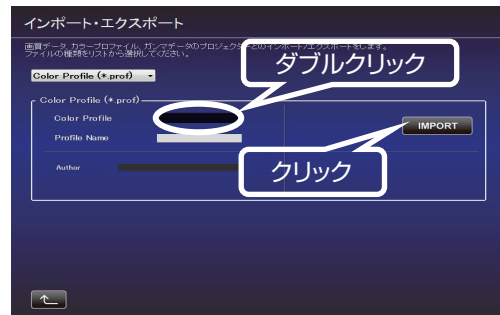 インポート・エクスポート
画質データ, カラープロファイル, ガンマデータのプロジェクターとのインポート/エクスポートをします。
ファイルの種類をリストから選択してください。
ダブルクリック
Color Profile (*.prof)
Color Profile (*.prof)
Color Profile
IMPORT
Profile Name
クリック
Author